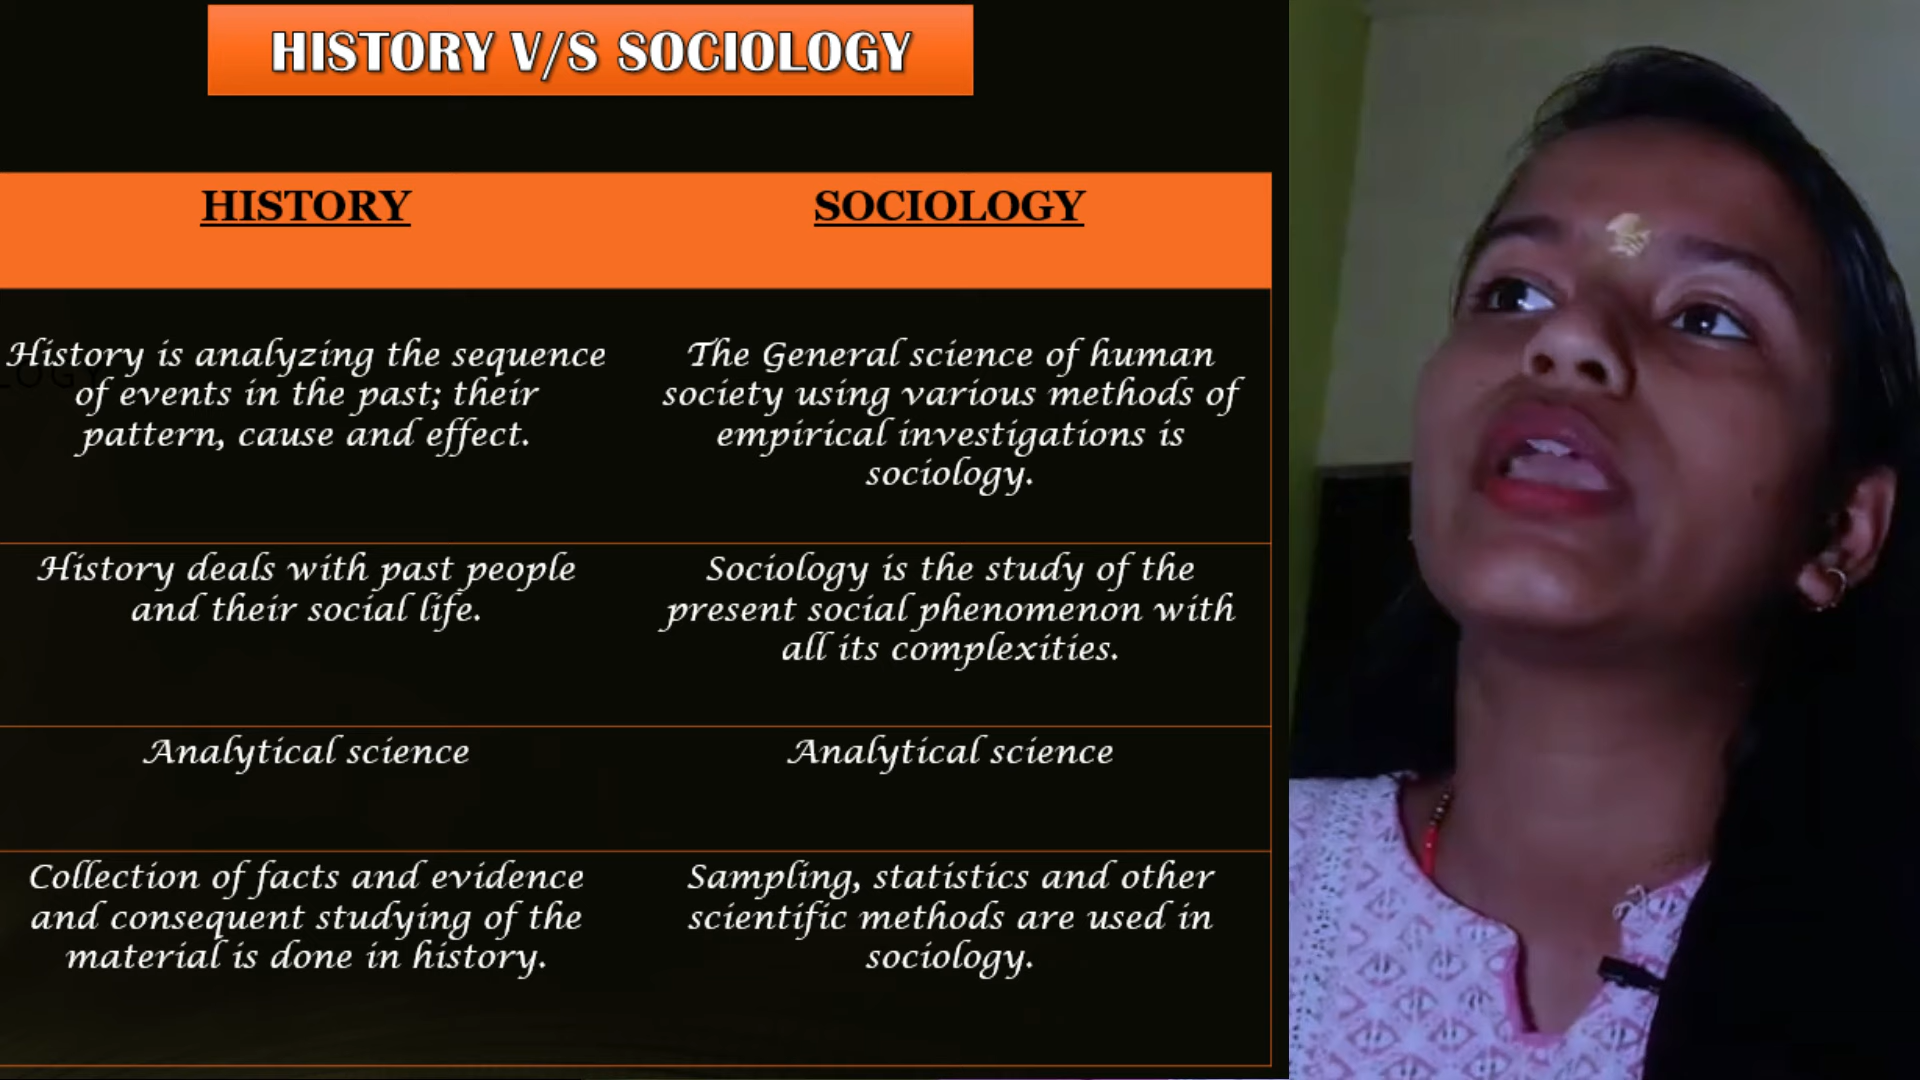 HISTORY V/S SOCIOLOGY
HISTORY
SOCIOLOGY
History is analyzing the sequence
of events in the past; their
pattern, cause and effect.
The General science of human
society using various methods of
empirical investigations is
sociology.
History deals with past people
and their social life.
Sociology is the study of the
present social phenomenon with
all its complexities.
Analytical science
Analytical science
Collection of facts and evidence
and consequent studying of the
material is done in history.
Sampling, statistics and other
scientific methods are used in
sociology.